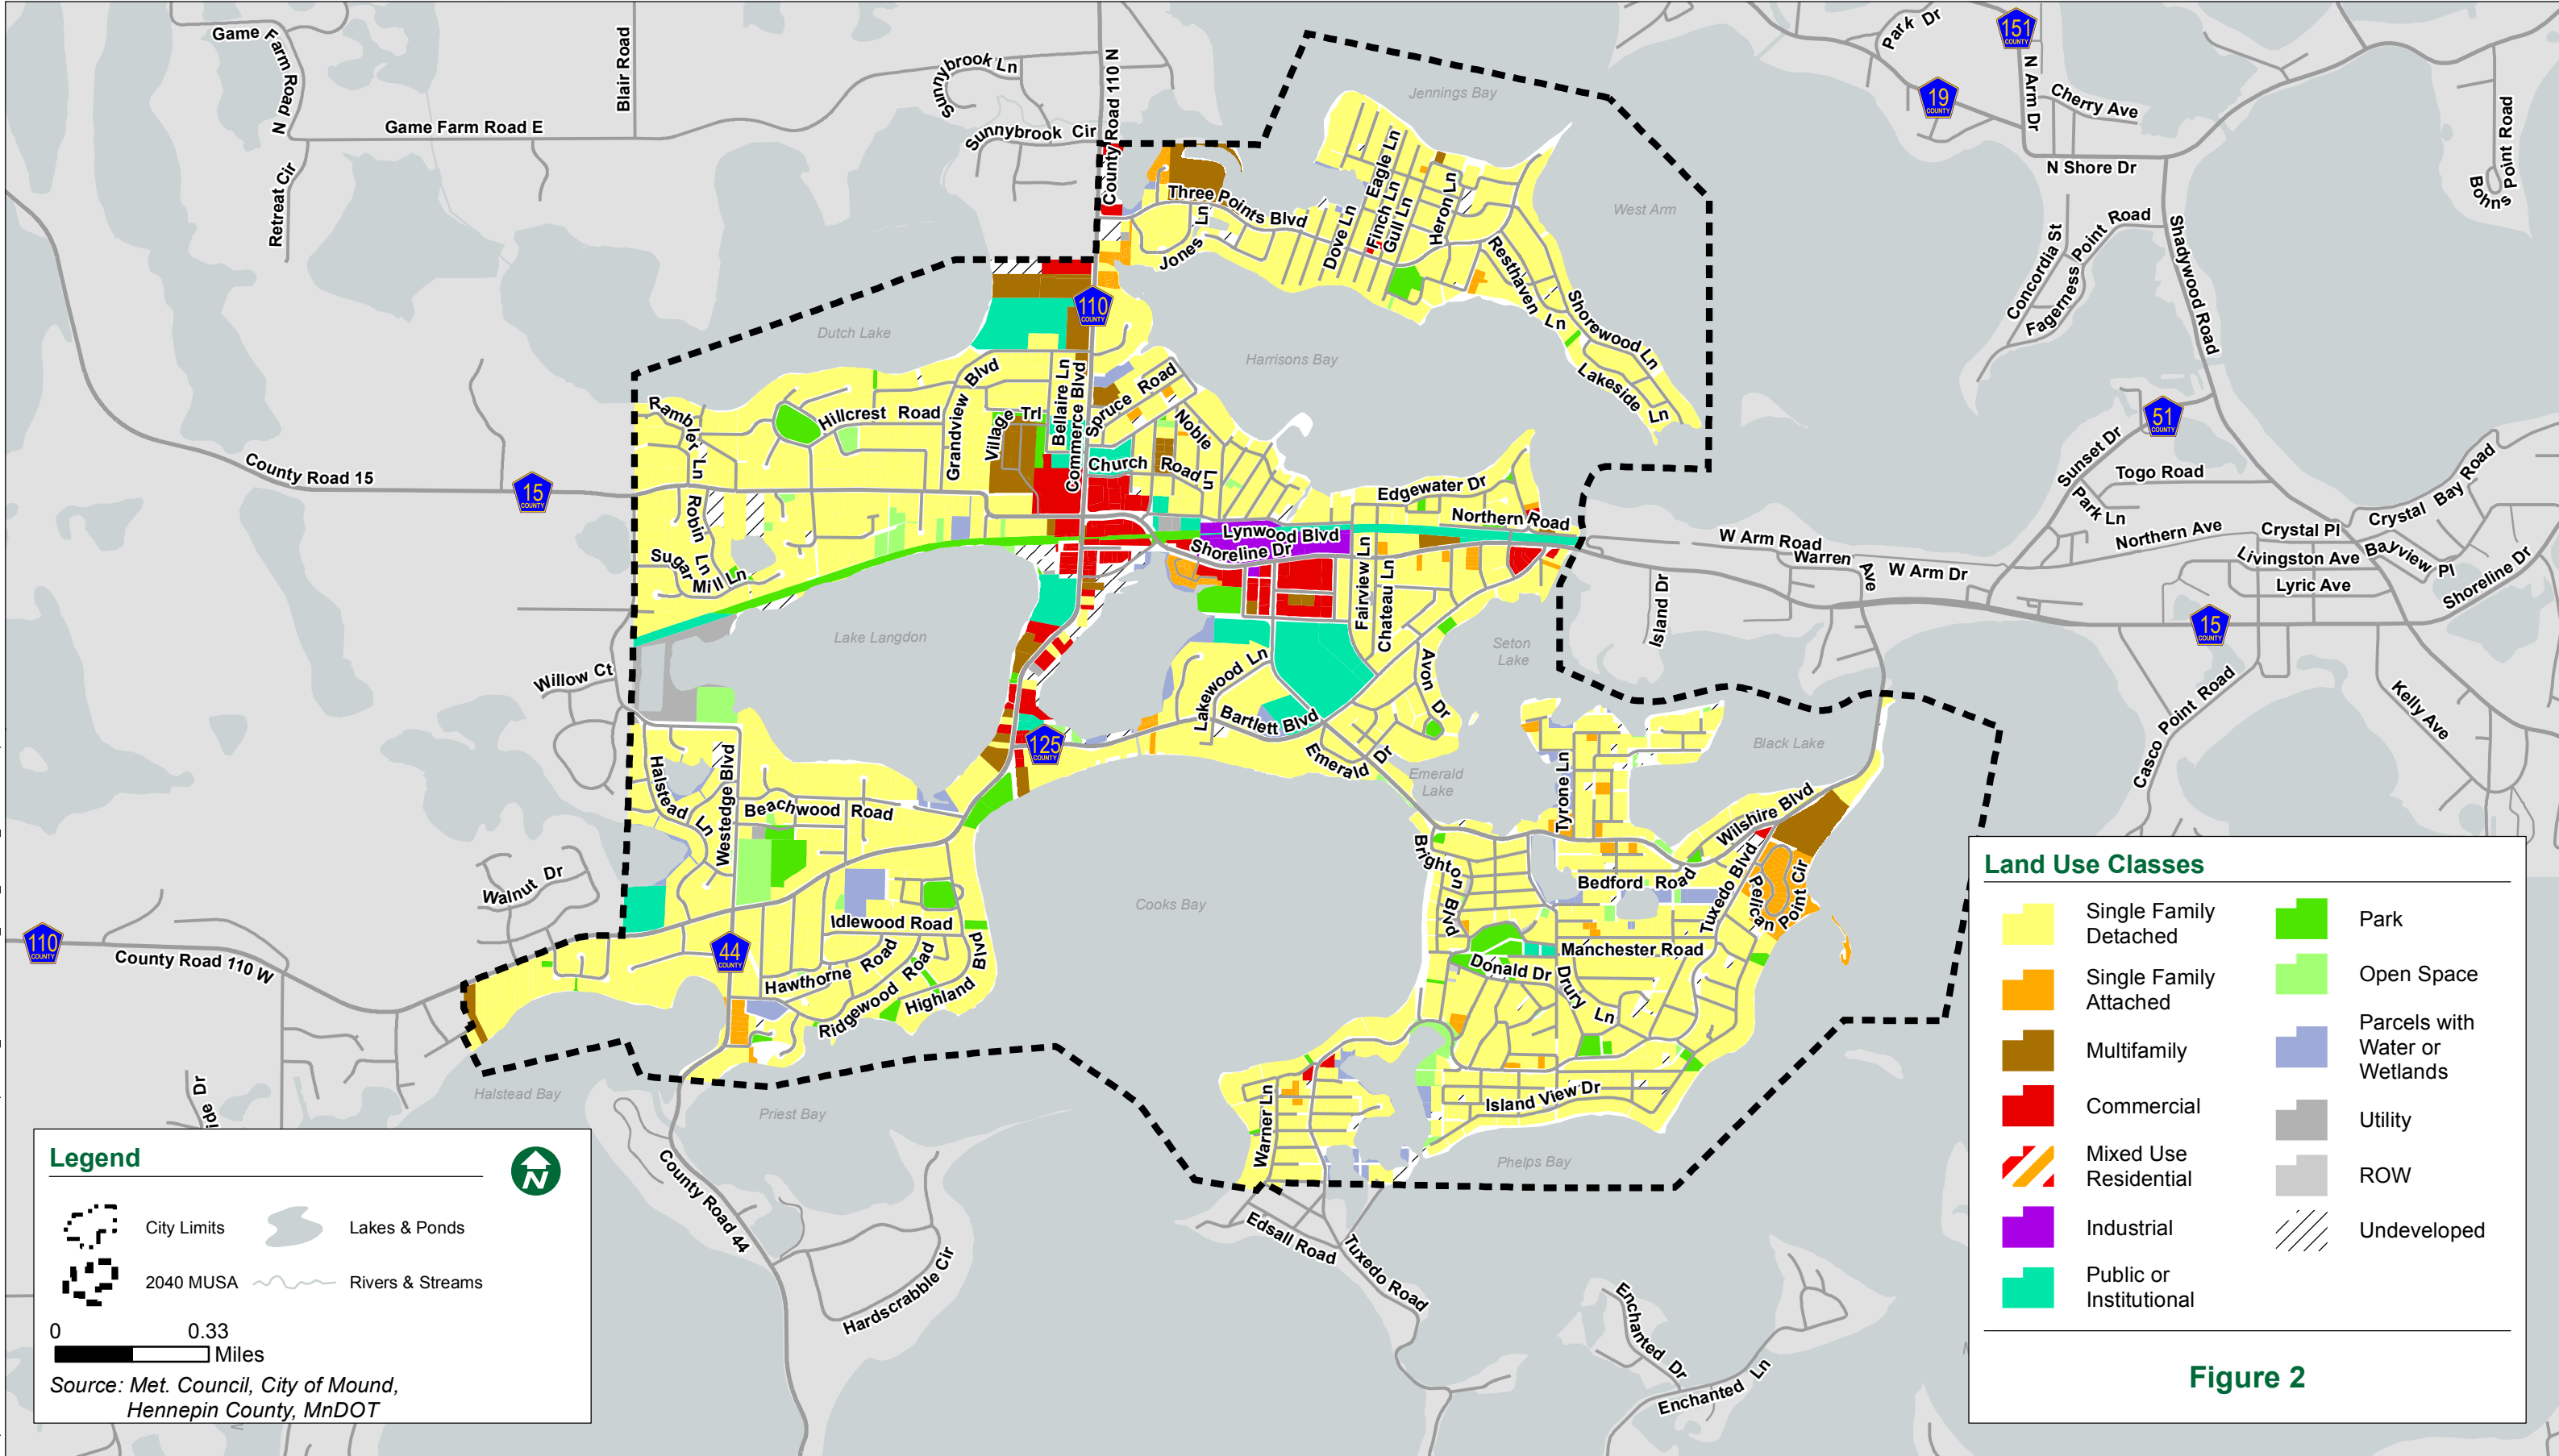 Game Farm Road N
Blair Road
Game Farm Road E
Retreat Cir
Sunnybrook Ln
Sunnybrook Cir
County Road 110 N
Jennings Bay
Park Dr
151
COUNTY
19
COUNTY
N Arm Dr
Cherry Ave
N Shore Dr
Bohns Point Road
Three Points Blvd
Jones Ln
Eagle Ln
Finch Ln
Gull Ln
Dove Ln
Heron Ln
Resthaven Ln
Shorewood Ln
Lakeside Ln
West Arm
Concordia St
Fagerness Point Road
Shadywood Road
110
COUNTY
Dutch Lake
Harrisons Bay
Rambler Ln
Hillcrest Road
Grandview Blvd
Village Trl
Bellaire Ln
Commerce Blvd
Spruce Road
Noble Ln
Church Road
County Road 15
15
COUNTY
Robin Ln
Sugar Mill Ln
Edgewater Dr
Northern Road
Lynwood Blvd
Shoreline Dr
51
COUNTY
Sunset Dr
Togo Road
Park Ln
Northern Ave
Crystal Pl
Crystal Bay Road
W Arm Road
Warren Ave
W Arm Dr
Livingston Ave
Bayview Pl
Lyric Ave
Shoreline Dr
15
COUNTY
Island Dr
Fairview Ln
Chateau Ln
Lake Langdon
Seton
Lake
Avon Dr
Willow Ct
Lakewood Ln
Bartlett Blvd
Emerald Dr
Emerald
Lake
125
COUNTY
Black Lake
Casco Point Road
Kelly Ave
Halstead Ln
Westedge Blvd
Beachwood Road
Tyrone Ln
Wilshire Blvd
Brighton Blvd
Bedford Road
Tuxedo Blvd
Pelican Point Cir
Walnut Dr
Cooks Bay
Idlewood Road
110
COUNTY
County Road 110 W
44
COUNTY
Hawthorne Road
Ridgewood Road
Highland Blvd
Manchester Road
Donald Dr
Drury Ln
Halstead Bay
Priest Bay
Island View Dr
Warner Ln
Phelps Bay
County Road 44
Hardscrabble Cir
Edsall Road
Tuxedo Road
Enchanted Dr
Enchanted Ln
Legend
N
City Limits
Lakes & Ponds
2040 MUSA
Rivers & Streams
0 0.33
Miles
Source: Met. Council, City of Mound,
Hennepin County, MnDOT
Land Use Classes
Single Family
Detached
Single Family
Attached
Multifamily
Commercial
Mixed Use
Residential
Industrial
Public or
Institutional
Park
Open Space
Parcels with
Water or
Wetlands
Utility
ROW
Undeveloped
Figure 2